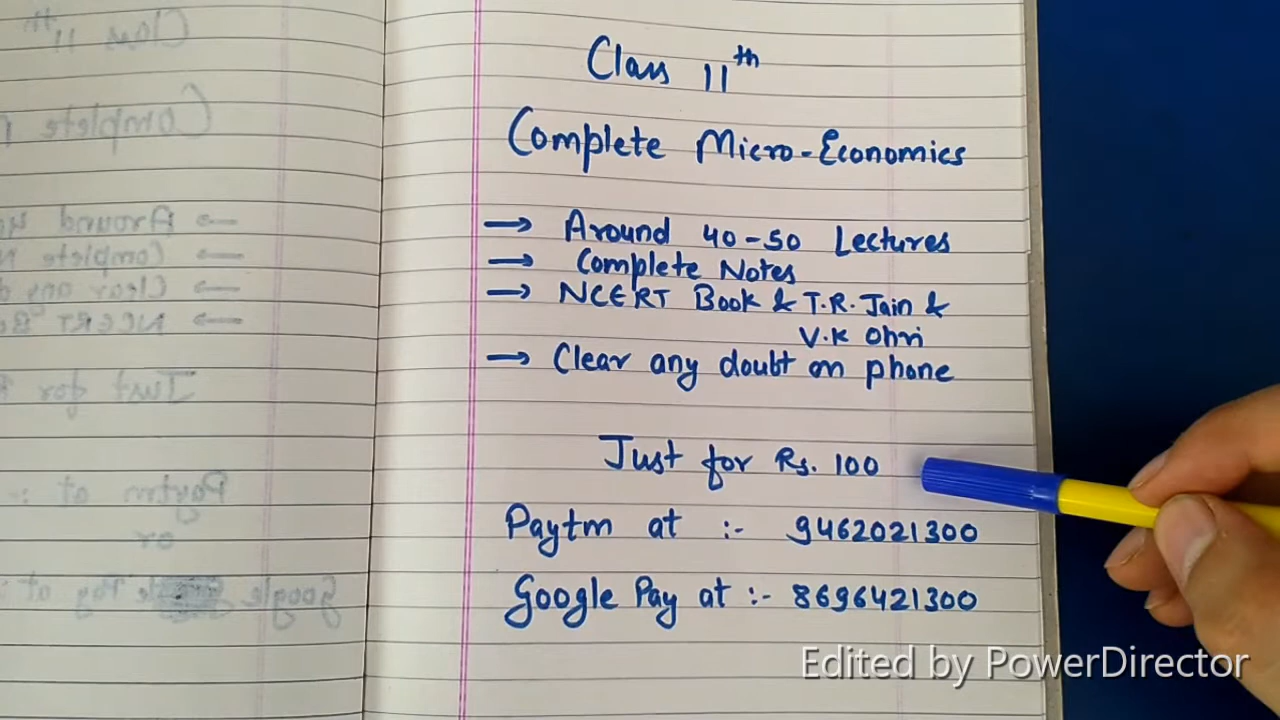 Class 11th
Complete Micro-Economics
→ Around 40-50 Lectures
→ Complete Notes
→ NCERT Book & T.R. Jain &
V.K Ohri
→ Clear any doubt on phone
Just for Rs. 100
Paytm at :- 9462021300
Google Pay at :- 8696421300
Edited by PowerDirector